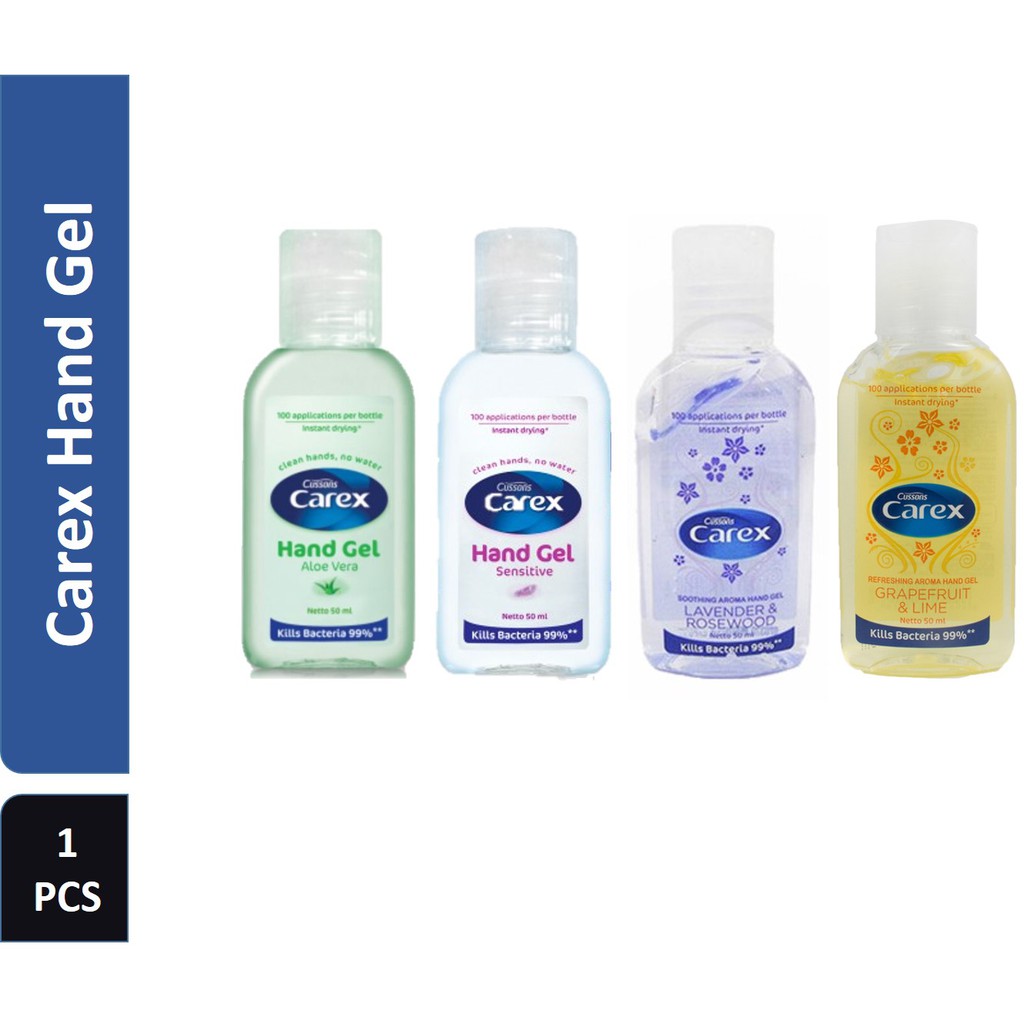 Carex Hand Gel
1
PCS
100 applications per bottle
Instant drying*
clean hands, no water
Cussons
Carex
Hand Gel
Aloe Vera
Netto 50 ml
Kills Bacteria 99%**
100 applications per bottle
Instant drying*
clean hands, no water
Cussons
Carex
Hand Gel
Sensitive
Netto 50 ml
Kills Bacteria 99%**
100 applications per bottle
Instant drying*
Cussons
Carex
SOOTHING AROMA HAND GEL
LAVENDER &
ROSEWOOD
Netto 50 ml
Kills Bacteria 99%**
100 applications per bottle
Instant drying*
Cussons
Carex
REFRESHING AROMA HAND GEL
GRAPEFRUIT
& LIME
Netto 50 ml
Kills Bacteria 99%**